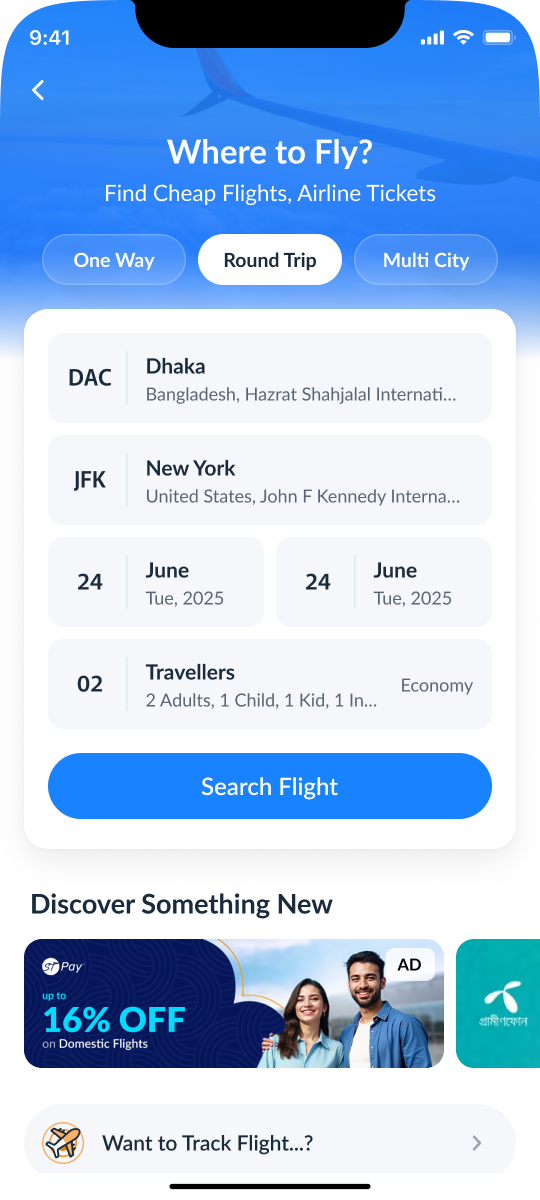 9:41
Where to Fly?
Find Cheap Flights, Airline Tickets
One Way
Round Trip
Multi City
DAC
Dhaka
Bangladesh, Hazrat Shahjalal Internati...
JFK
New York
United States, John F Kennedy Interna...
24
June
Tue, 2025
24
June
Tue, 2025
02
Travellers
2 Adults, 1 Child, 1 Kid, 1 In...
Economy
Search Flight
Discover Something New
ST Pay
AD
up to
16% OFF
on Domestic Flights
গ্রামীণফোন
Want to Track Flight...?